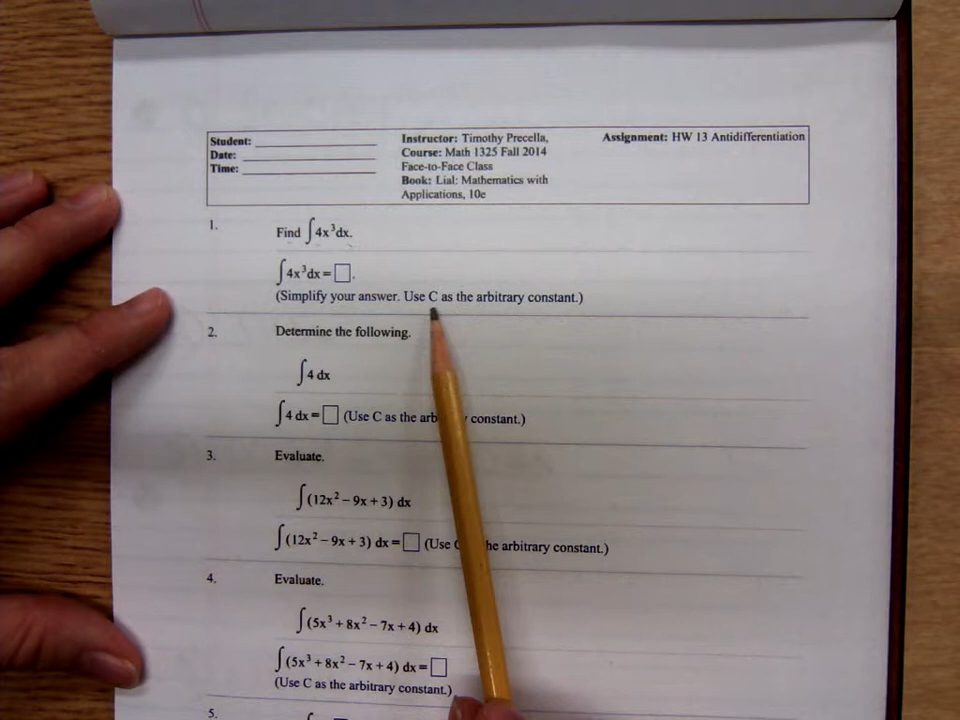 Student:
Instructor: Timothy Precella,
Assignment: HW 13 Antidifferentiation
Date:
Course: Math 1325 Fall 2014
Time:
Face-to-Face Class
Book: Lial: Mathematics with
Applications, 10e
1. Find ∫4x³dx.
∫4x³dx = □.
(Simplify your answer. Use C as the arbitrary constant.)
2. Determine the following.
∫4 dx
∫4 dx = □ (Use C as the arb y constant.)
3. Evaluate.
∫(12x² – 9x + 3) dx
∫(12x² – 9x + 3) dx = □ (Use he arbitrary constant.)
4. Evaluate.
∫(5x³ + 8x² – 7x + 4) dx
∫(5x³ + 8x² – 7x + 4) dx = □
(Use C as the arbitrary constant.)
5.